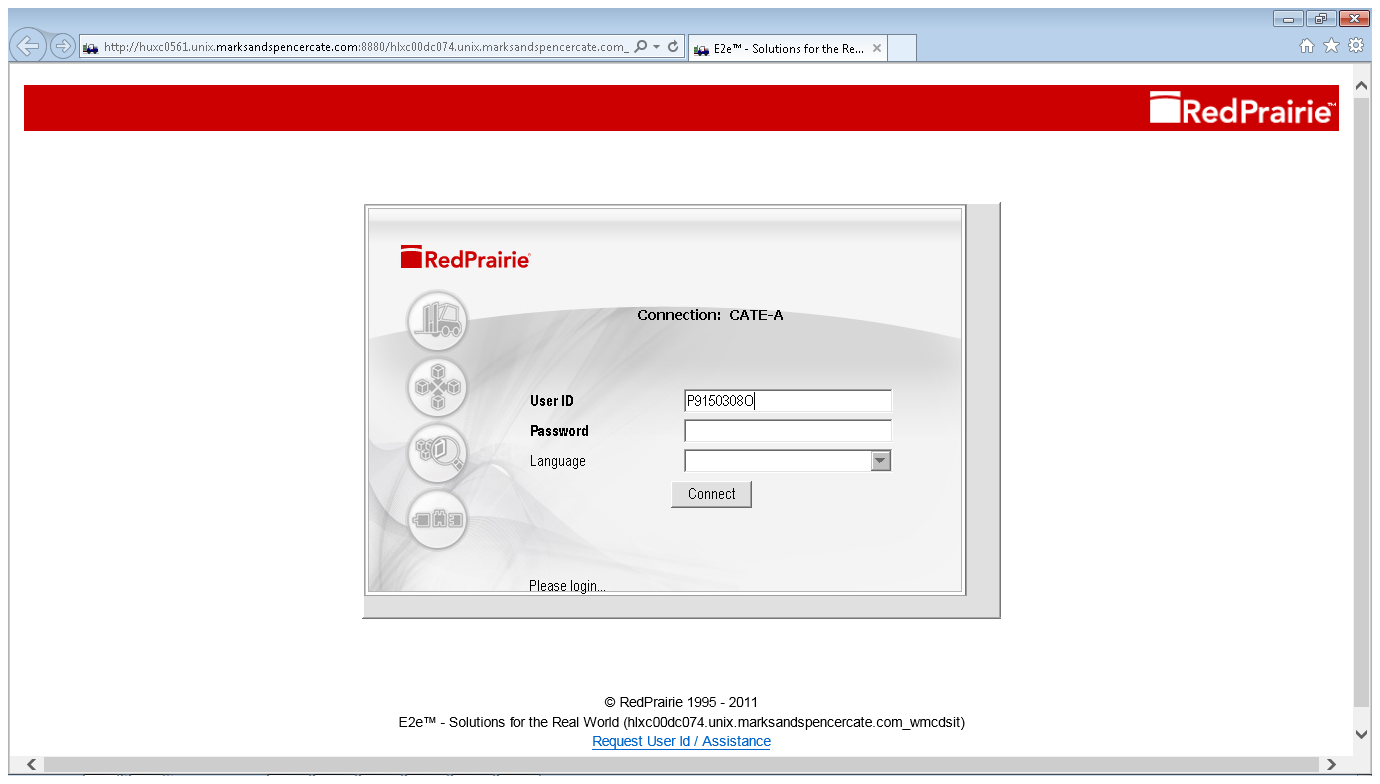 http://huxc0561.unix.marksandspencercate.com:8880/hlxc00dc074.unix.marksandspencercate.com_
E2e™ - Solutions for the Re...
RedPrairie™
RedPrairie
Connection: CATE-A
User ID P9150308O
Password
Language
Connect
Please login...
© RedPrairie 1995 - 2011
E2e™ - Solutions for the Real World (hlxc00dc074.unix.marksandspencercate.com_wmcdsit)
Request User Id / Assistance